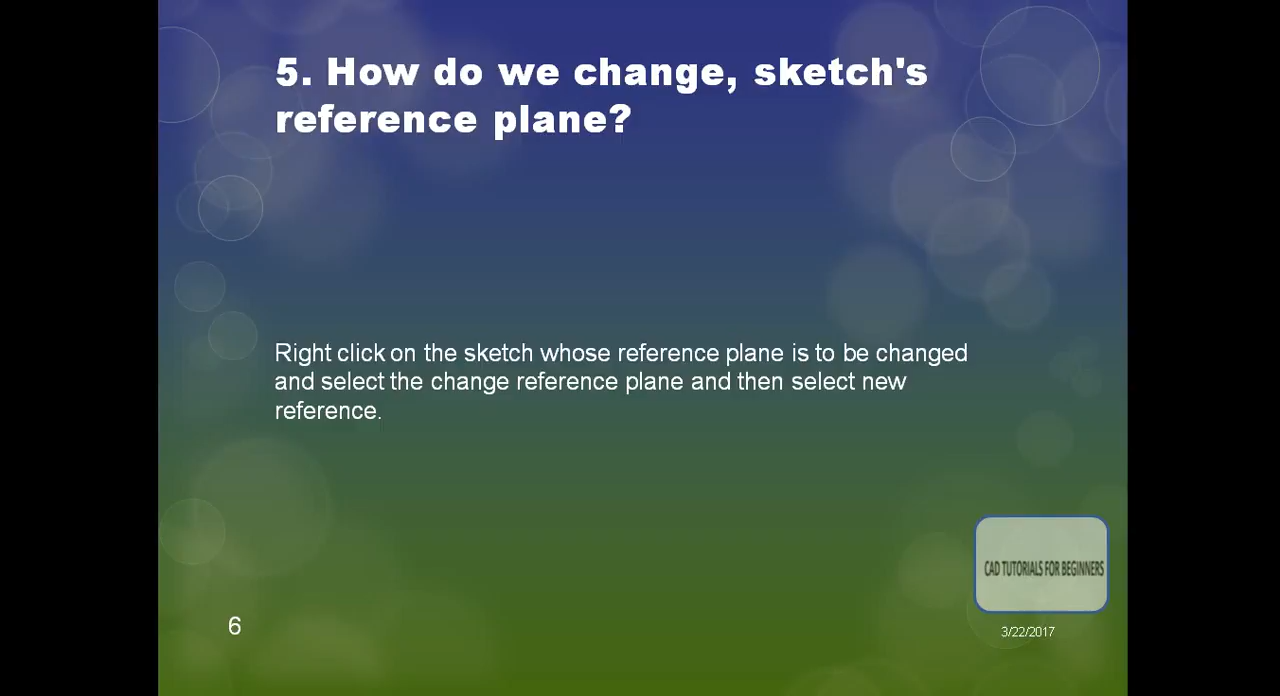 5. How do we change, sketch's
reference plane?
Right click on the sketch whose reference plane is to be changed
and select the change reference plane and then select new
reference.
CAD TUTORIALS FOR BEGINNERS
6
3/22/2017